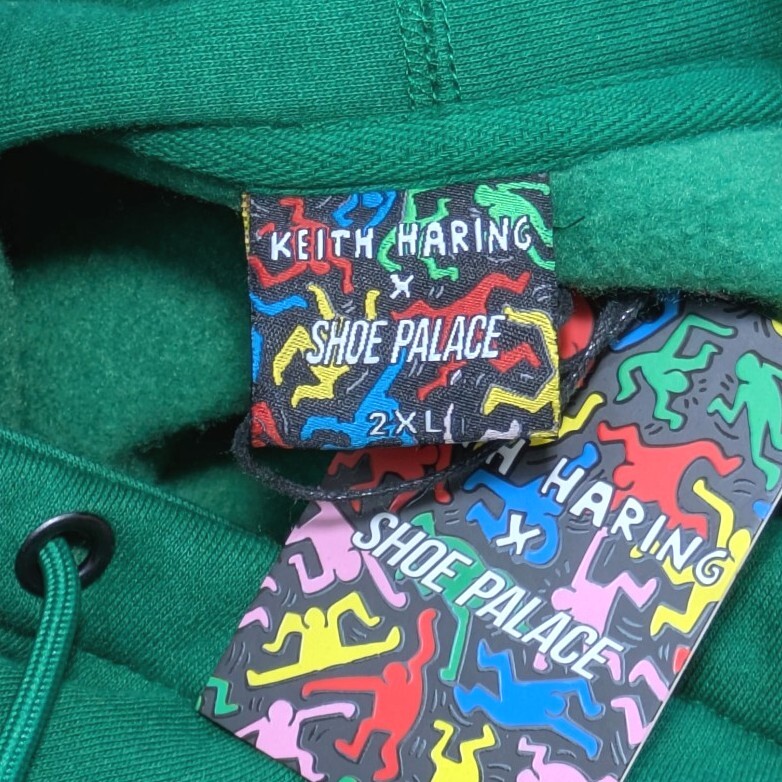 KEITH HARING
X
SHOE PALACE
2XL
HARING
X
SHOE PALACE